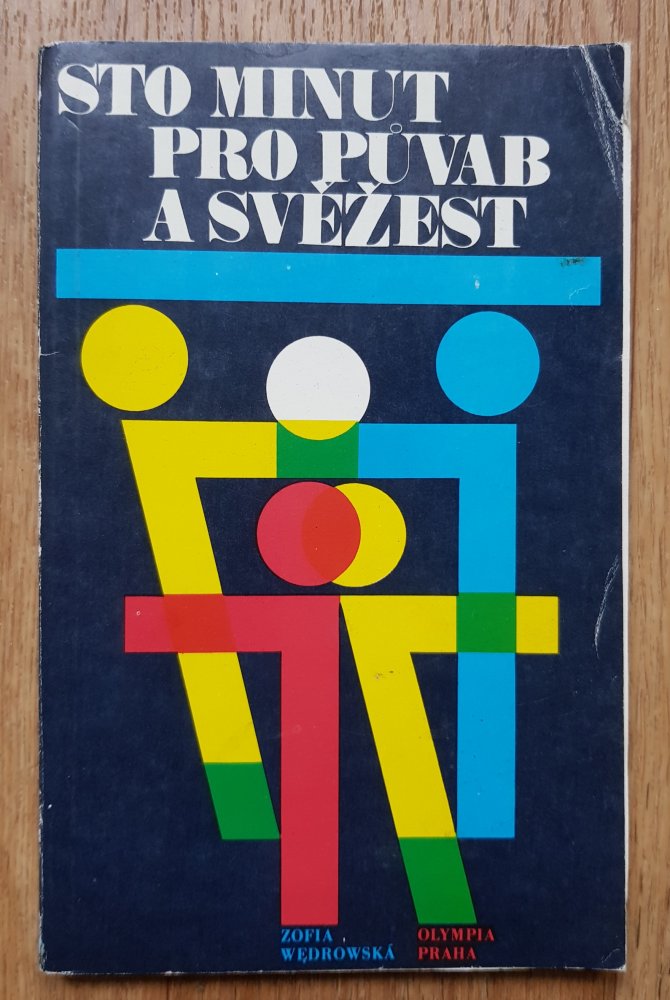 STO MINUT
PRO PŮVAB
A SVĚŽEST
ZOFIA
WĘDROWSKÁ
OLYMPIA
PRAHA